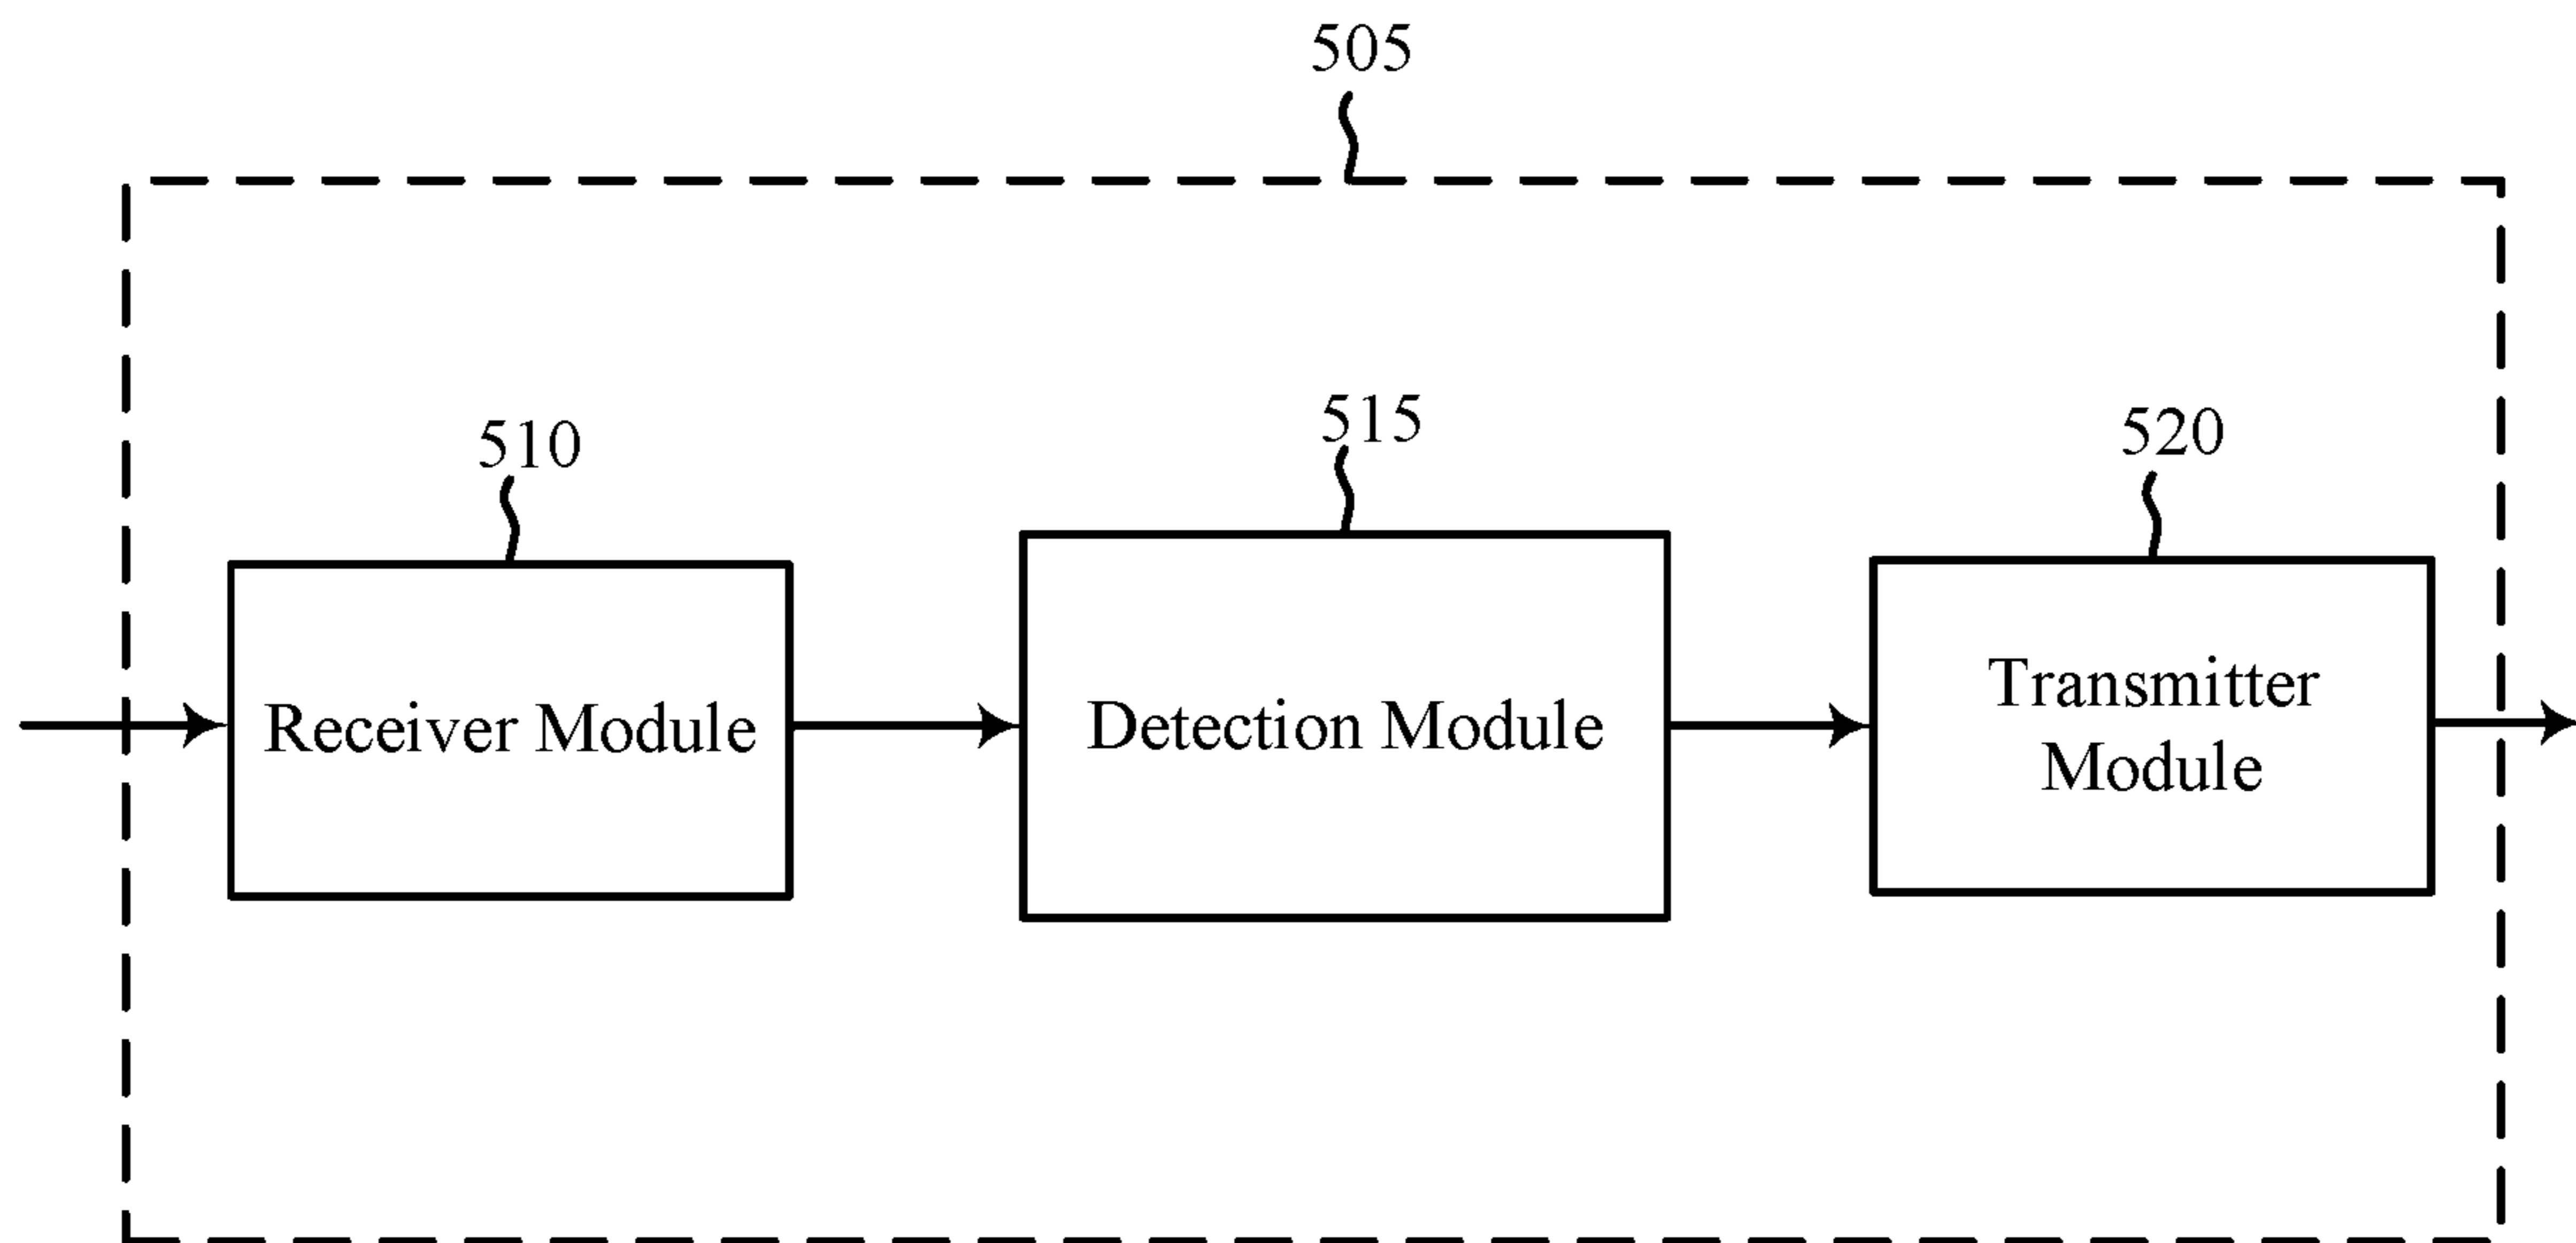 505
510
515
520
Receiver Module
Detection Module
Transmitter
Module